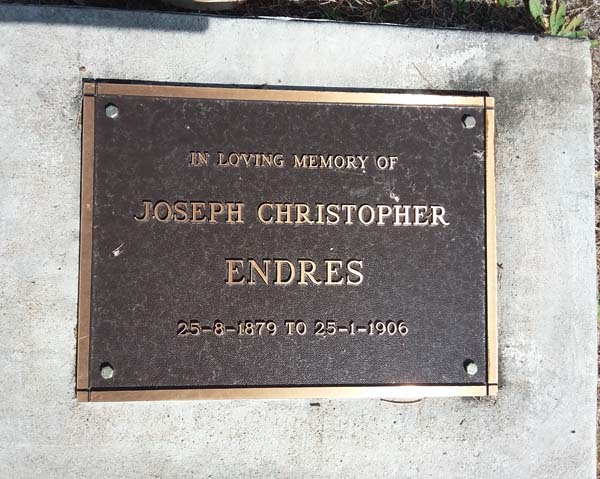 IN LOVING MEMORY OF
JOSEPH CHRISTOPHER
ENDRES
25-8-1879 TO 25-1-1906